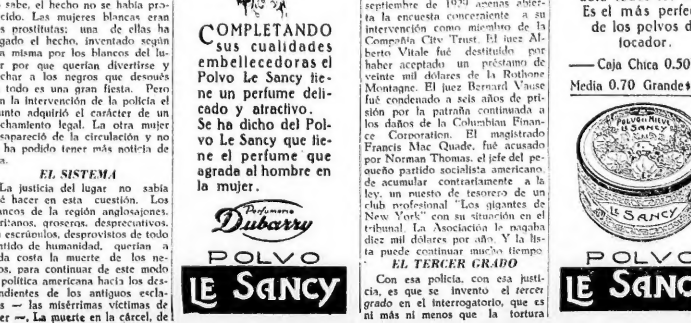 sabe, el hecho no se había pro-
cido. Las mujeres blancas eran
s prostitutas; una de ellas ha
gado el hecho, inventado según
misma por los blancos del lu-
r por que querían divertirse y
char a los negros que después
todo es una gran fiesta. Pero
n la intervención de la policía el
unto adquirió el carácter de un
chamiento legal. La otra mujer
sapareció de la circulación y no
ha podido tener más noticia de
a.
EL SISTEMA
La justicia del lugar no sabía
é hacer en esta cuestión. Los
ancos de la región anglosajones.
ritanos, groseros, despreciativos,
escrúpulos, desprovistos de todo
ntido de humanidad, querían a
da costa la muerte de los ne-
os, para continuar de este modo
política americana hacia los des-
ndientes de los antiguos escla-
s — las misérrimas víctimas de
er —. La muerte en la cárcel, de
COMPLETANDO
sus cualidades
embellecedoras el
Polvo Le Sancy tie-
ne un perfume deli-
cado y atractivo.
Se ha dicho del Pol-
vo Le Sancy que tie-
ne el perfume que
agrada al hombre en
la mujer.
Perfumeria
Dubarry
POLVO
LE SANCY
septiembre de 1929 apenas abier-
ta la encuesta concerniente a su
intervención como miembro de la
Compañía City Trust. El juez Al-
berto Vitale fué destituído por
haber aceptado un préstamo de
veinte mil dólares de la Rothone
Montagne. El juez Bernard Vause
fué condenado a seis años de pri-
sión por la patraña continuada a
los daños de la Columbian Finan-
ce Corporation. El magistrado
Francis Mac Quade, fué acusado
por Norman Thomas, el jefe del pe-
queño partido socialista americano,
de acumular contrariamente a la
ley, un puesto de tesorero de un
club profesional "Los gigantes de
New York" con su situación en el
tribunal. La Asociación le pagaba
diez mil dólares por año. Y la lis-
ta puede continuar mucho tiempo
EL TERCER GRADO
Con esa policía, con esa justi-
cia, es que se invento el tercer
grado en el interrogatorio, que es
ni más ni menos que la tortura
Es el más perfe
de los polvos d
tocador.
— Caja Chica 0.50
Media 0.70 Grande $
POLVO
LE SANCY
LE SANCY
POLVO
LE SANC